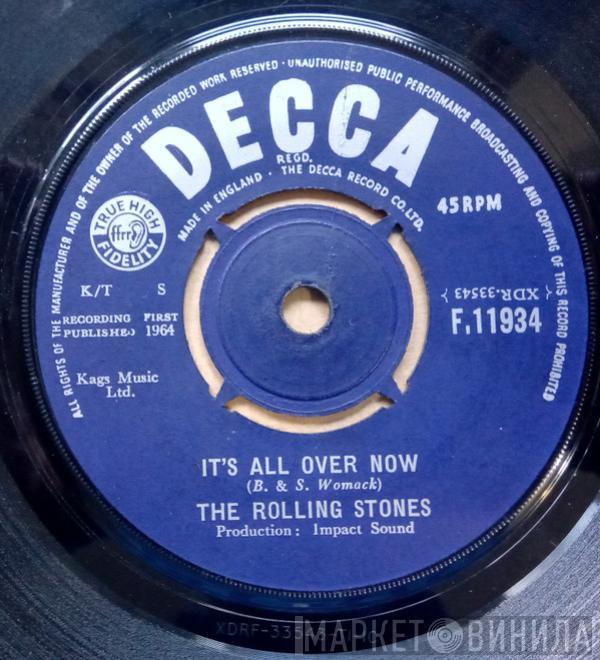 ALL RIGHTS OF THE MANUFACTURER AND OF THE OWNER OF THE RECORDED WORK RESERVED · UNAUTHORISED PUBLIC PERFORMANCE BROADCASTING AND COPYING OF THIS RECORD PROHIBITED
DECCA
REGD.
MADE IN ENGLAND · THE DECCA RECORD CO. LTD.
TRUE HIGH
ffrr
FIDELITY
45 RPM
K/T S
RECORDING FIRST
PUBLISHED 1964
Kags Music
Ltd.
{ XDR.33543 }
F.11934
IT'S ALL OVER NOW
(B. & S. Womack)
THE ROLLING STONES
Production: Impact Sound
МАРКЕТ ВИНИЛА